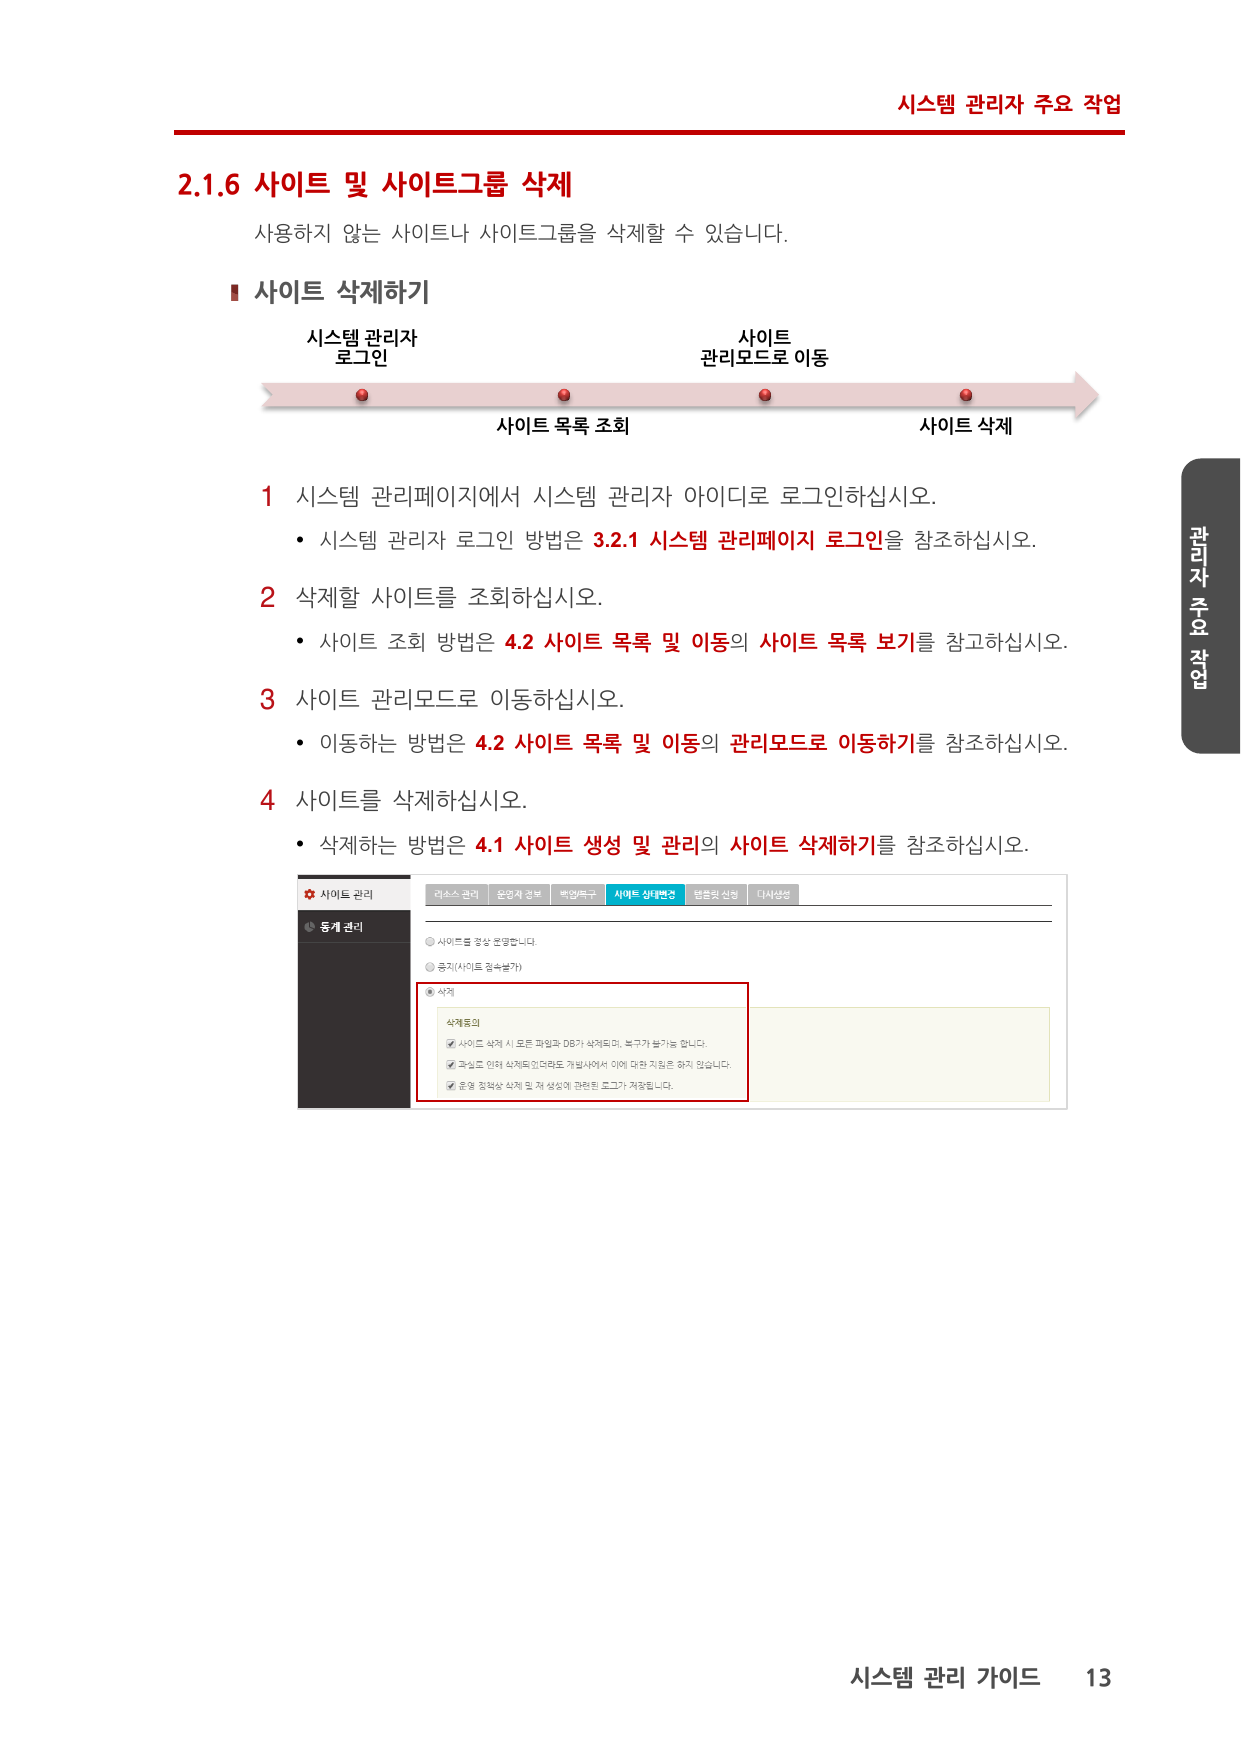 시스템 관리자 주요 작업
2.1.6 사이트 및 사이트그룹 삭제
사용하지 않는 사이트나 사이트그룹을 삭제할 수 있습니다.
사이트 삭제하기
시스템 관리자
로그인
사이트
관리모드로 이동
사이트 목록 조회
사이트 삭제
1 시스템 관리페이지에서 시스템 관리자 아이디로 로그인하십시오.
• 시스템 관리자 로그인 방법은 3.2.1 시스템 관리페이지 로그인을 참조하십시오.
2 삭제할 사이트를 조회하십시오.
• 사이트 조회 방법은 4.2 사이트 목록 및 이동의 사이트 목록 보기를 참고하십시오.
3 사이트 관리모드로 이동하십시오.
• 이동하는 방법은 4.2 사이트 목록 및 이동의 관리모드로 이동하기를 참조하십시오.
4 사이트를 삭제하십시오.
• 삭제하는 방법은 4.1 사이트 생성 및 관리의 사이트 삭제하기를 참조하십시오.
사이트 관리
통계 관리
리소스 관리 운영자 정보 백업/복구 사이트 상태변경 템플릿 신청 디사생성
사이트를 정상 운영합니다.
중지(사이트 접속불가)
삭제
삭제동의
사이트 삭제 시 모든 파일과 DB가 삭제되며, 복구가 불가능 합니다.
과실로 인해 삭제되었더라도 개발사에서 이에 대한 지원은 하지 않습니다.
운영 정책상 삭제 및 재 생성에 관련된 로그가 저장됩니다.
관리자 주요 작업
시스템 관리 가이드 13